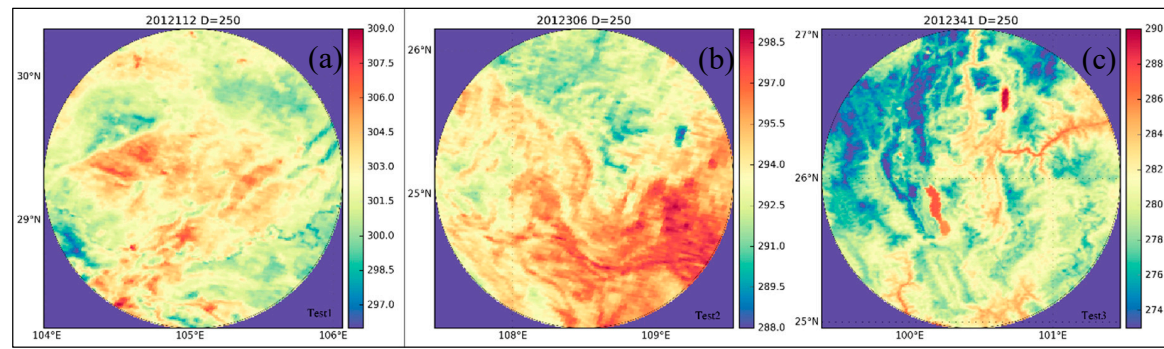 2012112 D=250
(a)
30°N
29°N
104°E
105°E
106°E
Test1
309.0
307.5
306.0
304.5
303.0
301.5
300.0
298.5
297.0
2012306 D=250
(b)
26°N
25°N
108°E
109°E
Test2
298.5
297.0
295.5
294.0
292.5
291.0
289.5
288.0
2012341 D=250
(c)
27°N
26°N
25°N
100°E
101°E
Test3
290
288
286
284
282
280
278
276
274